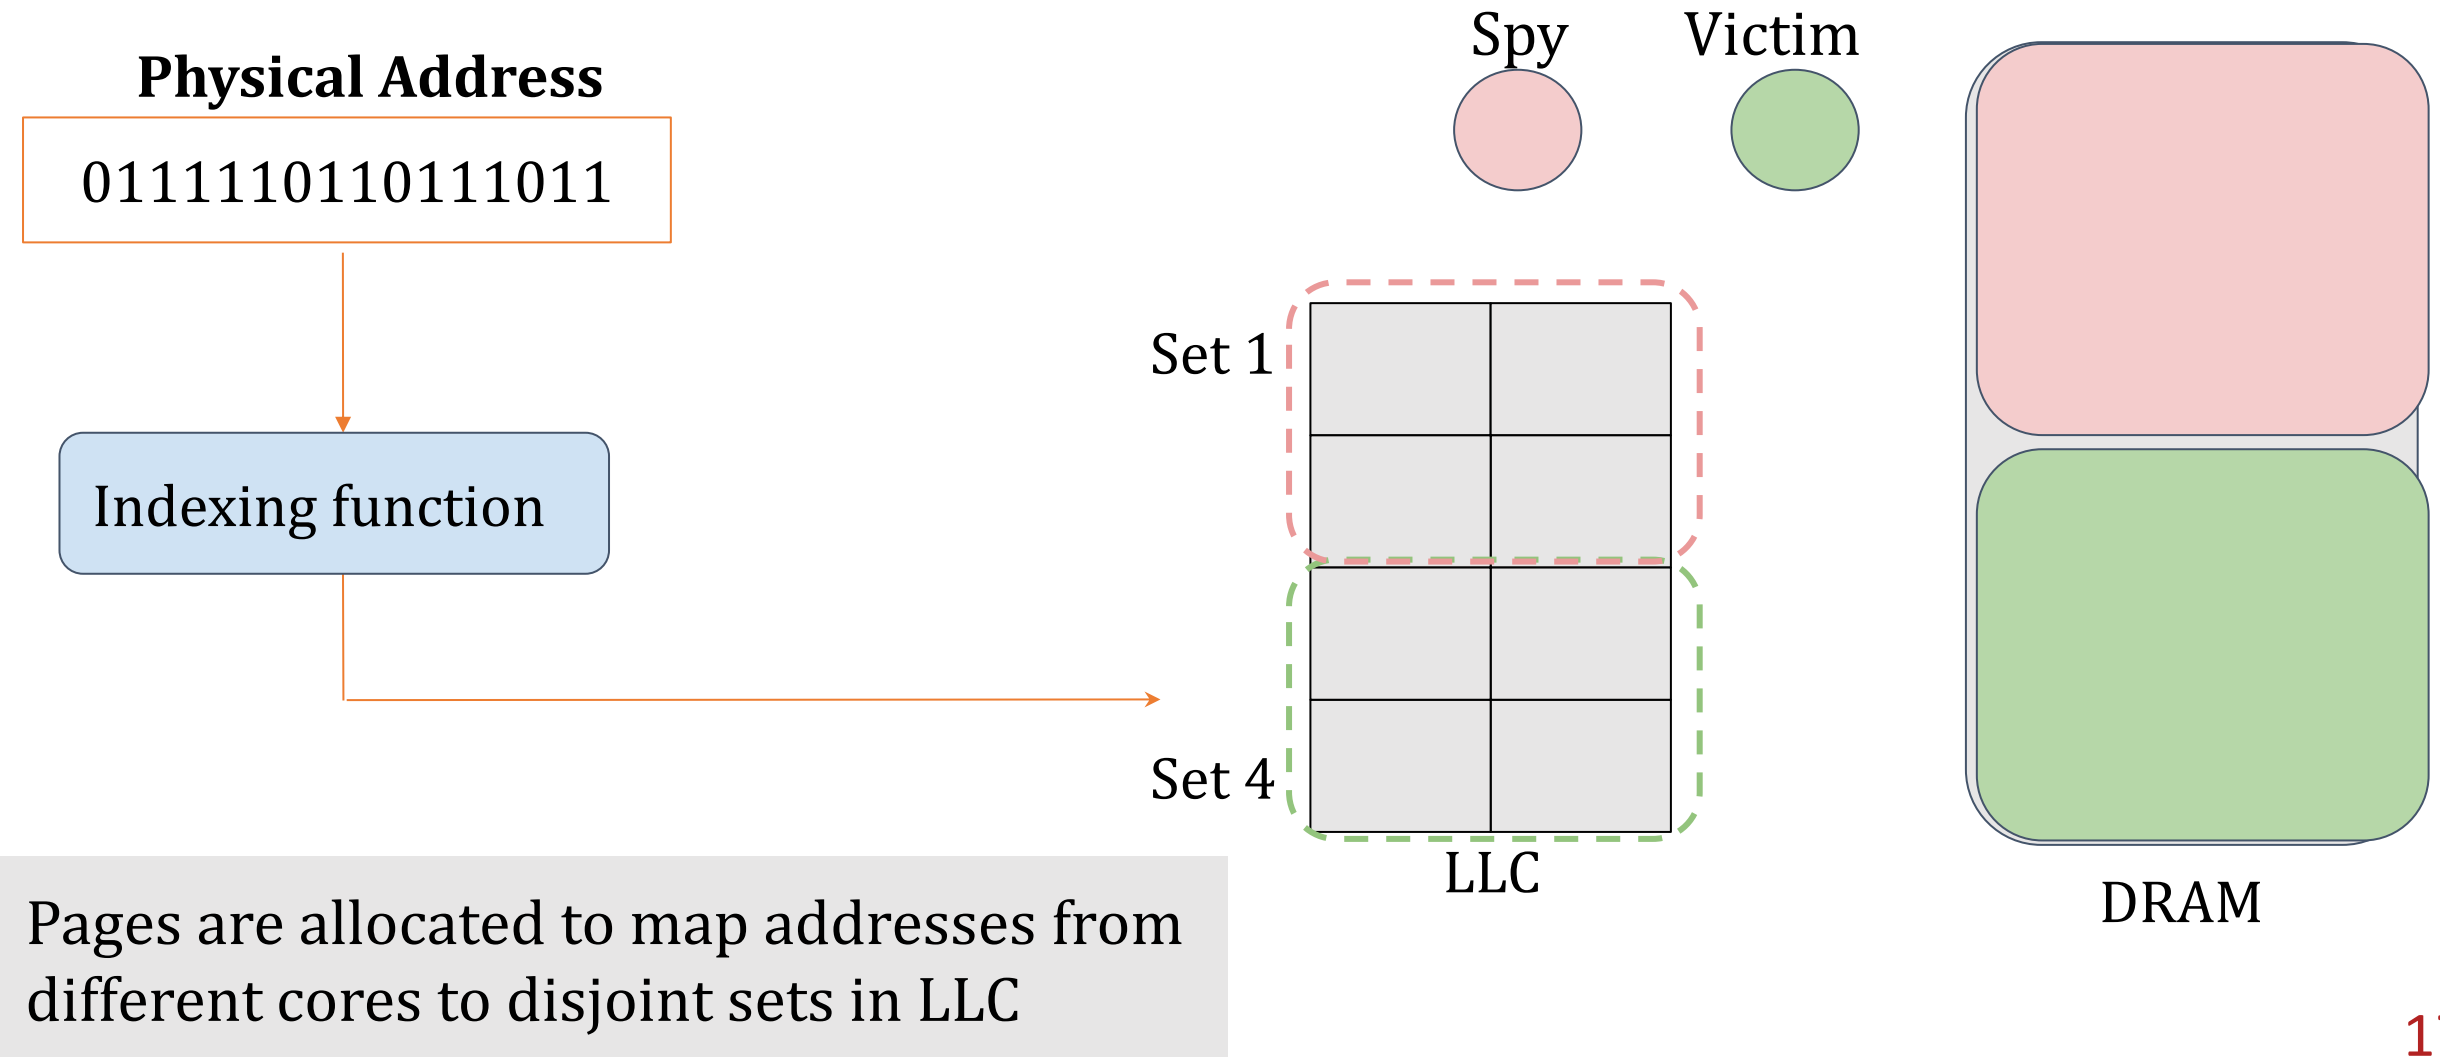 Physical Address
0111110110111011
Indexing function
Spy
Victim
Set 1
Set 4
LLC
DRAM
Pages are allocated to map addresses from
different cores to disjoint sets in LLC